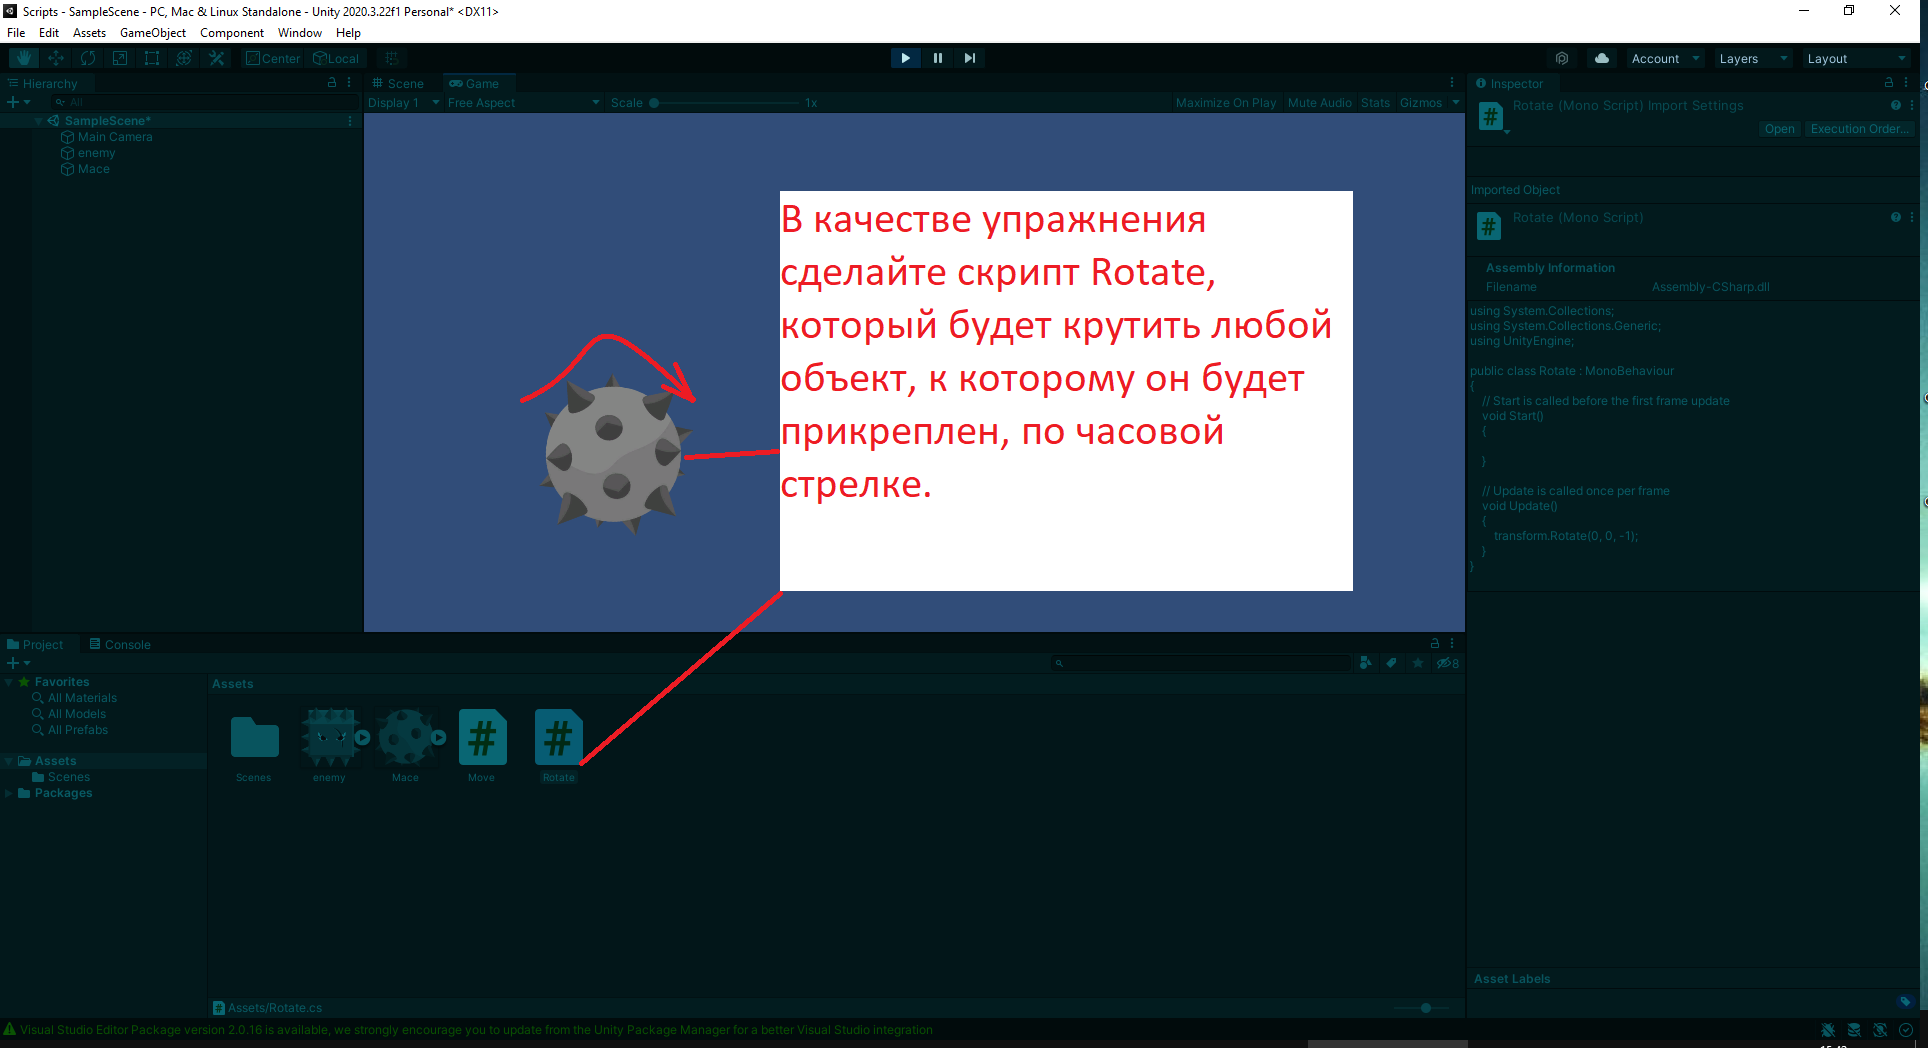 Scripts - SampleScene - PC, Mac & Linux Standalone - Unity 2020.3.22f1 Personal* <DX11>
File Edit Assets GameObject Component Window Help
Center Local
Account Layers Layout
Hierarchy
All
SampleScene*
Main Camera
enemy
Mace
Scene Game
Display 1 Free Aspect Scale 1x Maximize On Play Mute Audio Stats Gizmos
В качестве упражнения
сделайте скрипт Rotate,
который будет крутить любой
объект, к которому он будет
прикреплен, по часовой
стрелке.
Inspector
Rotate (Mono Script) Import Settings
Open Execution Order...
Imported Object
Rotate (Mono Script)
Assembly Information
Filename Assembly-CSharp.dll
using System.Collections;
using System.Collections.Generic;
using UnityEngine;
public class Rotate : MonoBehaviour
{
// Start is called before the first frame update
void Start()
{
}
// Update is called once per frame
void Update()
{
transform.Rotate(0, 0, -1);
}
}
Project Console
8
Favorites
All Materials
All Models
All Prefabs
Assets
Scenes
Packages
Assets
Scenes enemy Mace Move Rotate
Assets/Rotate.cs
Asset Labels
Visual Studio Editor Package version 2.0.16 is available, we strongly encourage you to update from the Unity Package Manager for a better Visual Studio integration